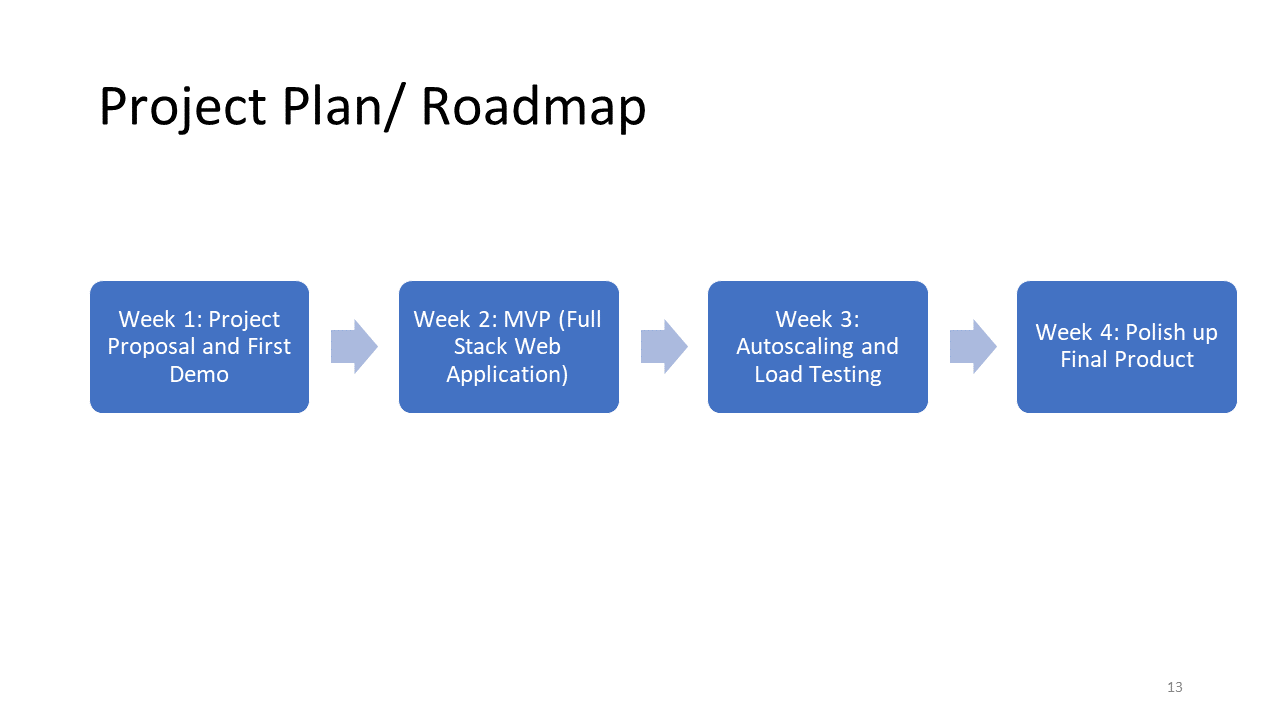 Project Plan/ Roadmap
Week 1: Project
Proposal and First
Demo
Week 2: MVP (Full
Stack Web
Application)
Week 3:
Autoscaling and
Load Testing
Week 4: Polish up
Final Product
13